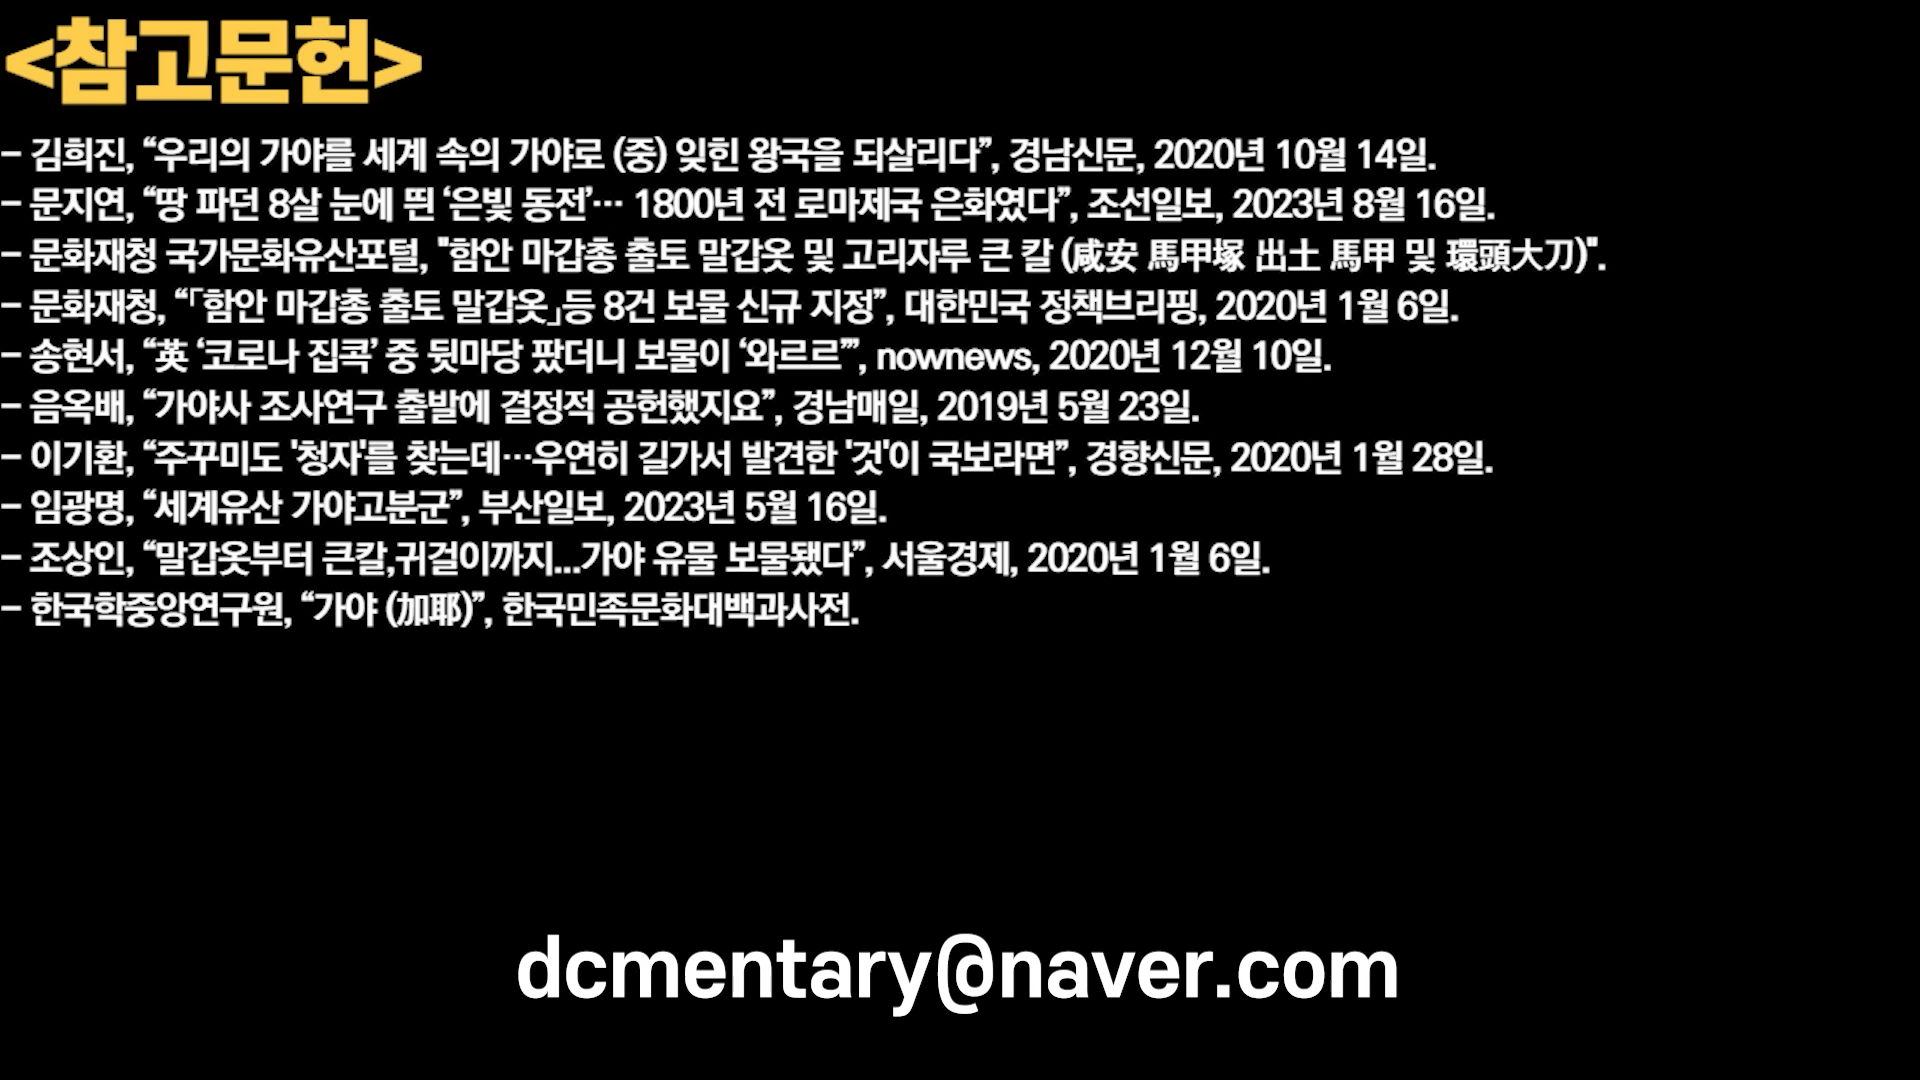 <참고문헌>
- 김희진, “우리의 가야를 세계 속의 가야로 (중) 잊힌 왕국을 되살리다”, 경남신문, 2020년 10월 14일.
- 문지연, “땅 파던 8살 눈에 띈 ‘은빛 동전’… 1800년 전 로마제국 은화였다”, 조선일보, 2023년 8월 16일.
- 문화재청 국가문화유산포털, "함안 마갑총 출토 말갑옷 및 고리자루 큰 칼 (咸安 馬甲塚 出土 馬甲 및 環頭大刀)".
- 문화재청, “「함안 마갑총 출토 말갑옷」등 8건 보물 신규 지정”, 대한민국 정책브리핑, 2020년 1월 6일.
- 송현서, “英 ‘코로나 집콕’ 중 뒷마당 팠더니 보물이 ‘와르르’”, nownews, 2020년 12월 10일.
- 음옥배, “가야사 조사연구 출발에 결정적 공헌했지요”, 경남매일, 2019년 5월 23일.
- 이기환, “주꾸미도 '청자'를 찾는데…우연히 길가서 발견한 '것'이 국보라면”, 경향신문, 2020년 1월 28일.
- 임광명, “세계유산 가야고분군”, 부산일보, 2023년 5월 16일.
- 조상인, “말갑옷부터 큰칼,귀걸이까지...가야 유물 보물됐다”, 서울경제, 2020년 1월 6일.
- 한국학중앙연구원, “가야 (加耶)”, 한국민족문화대백과사전.
dcmentary@naver.com